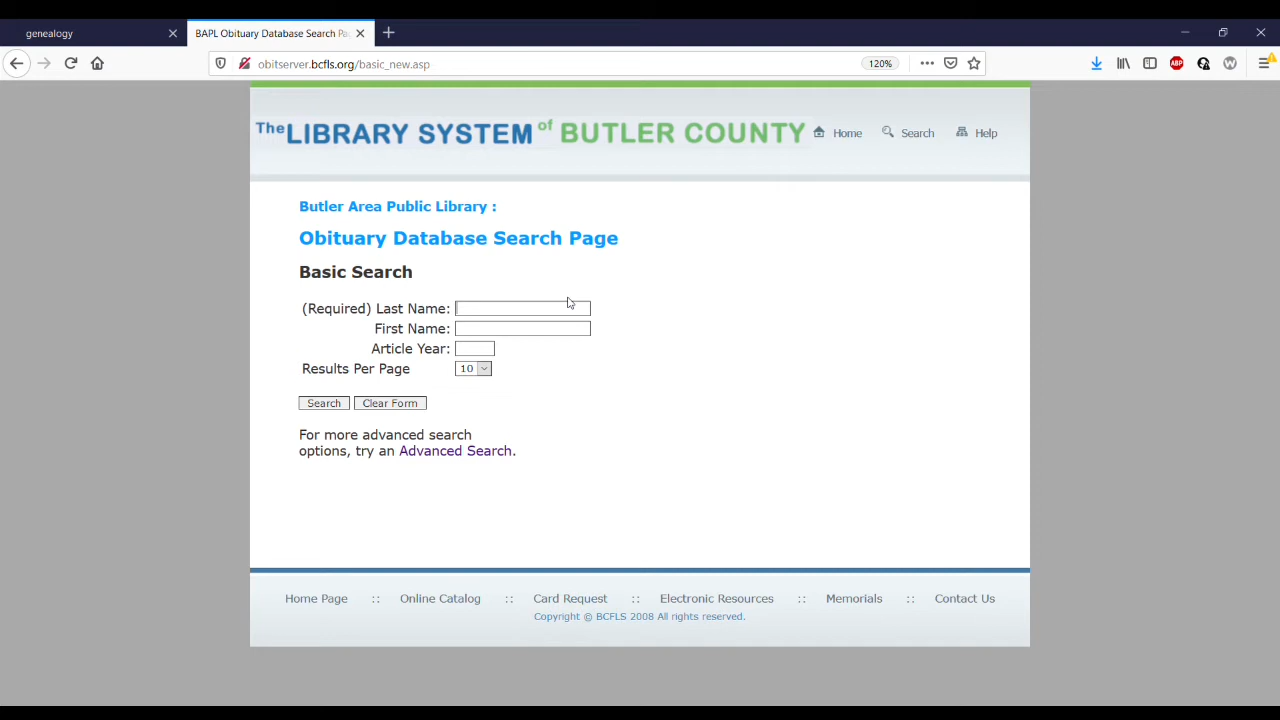 genealogy
BAPL Obituary Database Search Pa
obitserver.bcfls.org/basic_new.asp
120%
ABP
W
The LIBRARY SYSTEM of BUTLER COUNTY
Home
Search
Help
Butler Area Public Library :
Obituary Database Search Page
Basic Search
(Required) Last Name:
First Name:
Article Year:
Results Per Page 10
Search Clear Form
For more advanced search
options, try an Advanced Search.
Home Page :: Online Catalog :: Card Request :: Electronic Resources :: Memorials :: Contact Us
Copyright © BCFLS 2008 All rights reserved.